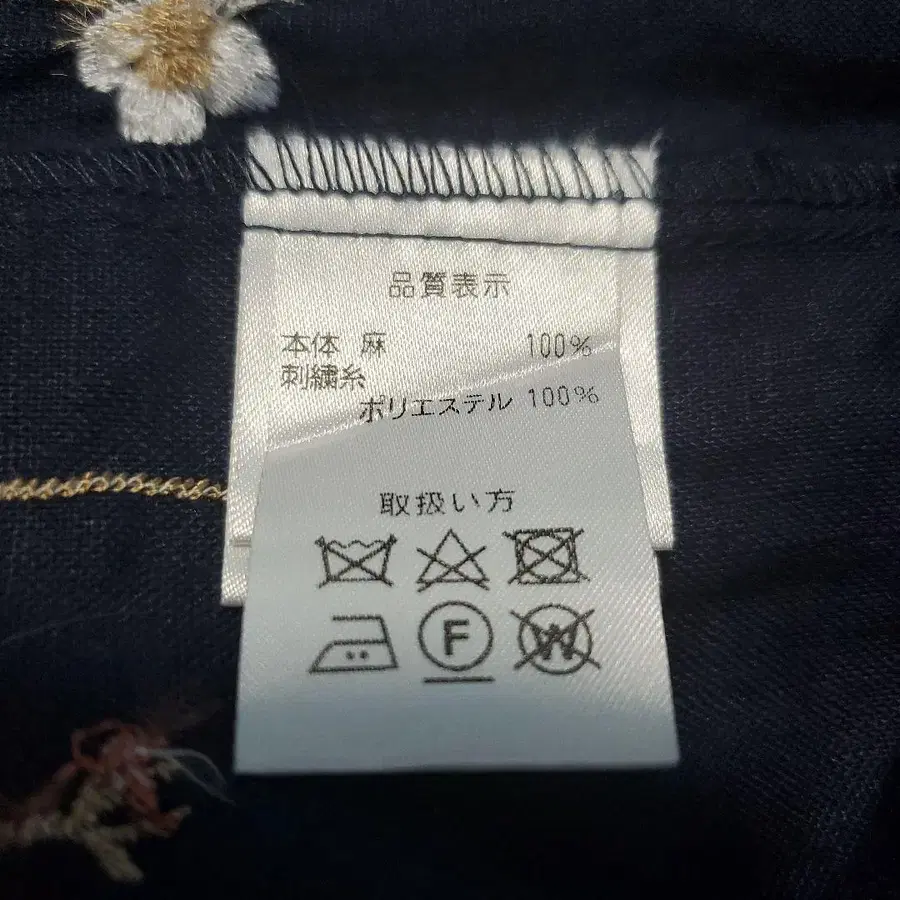 品質表示
本体 麻 100%
刺繍糸
ポリエステル 100%
取扱い方
F W